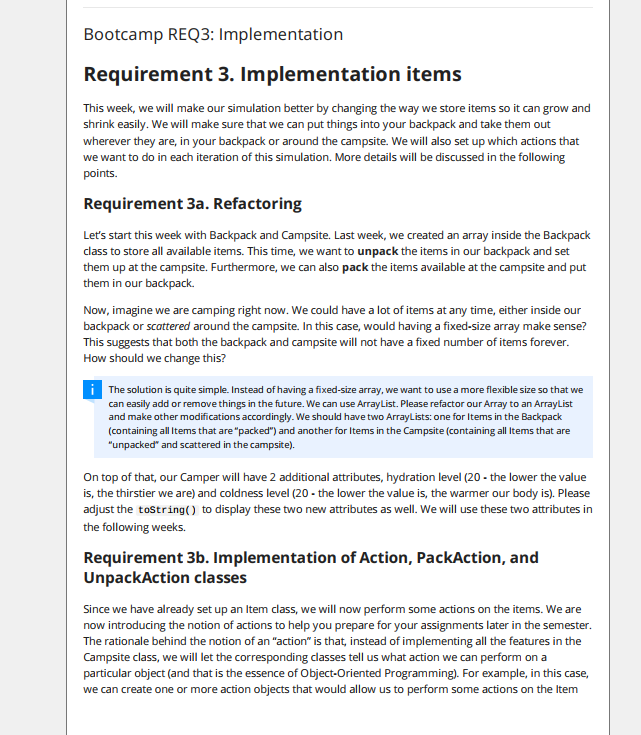 Bootcamp REQ3: Implementation
Requirement 3. Implementation items
This week, we will make our simulation better by changing the way we store items so it can grow and
shrink easily. We will make sure that we can put things into your backpack and take them out
wherever they are, in your backpack or around the campsite. We will also set up which actions that
we want to do in each iteration of this simulation. More details will be discussed in the following
points.
Requirement 3a. Refactoring
Let's start this week with Backpack and Campsite. Last week, we created an array inside the Backpack
class to store all available items. This time, we want to unpack the items in our backpack and set
them up at the campsite. Furthermore, we can also pack the items available at the campsite and put
them in our backpack.
Now, imagine we are camping right now. We could have a lot of items at any time, either inside our
backpack or scattered around the campsite. In this case, would having a fixed-size array make sense?
This suggests that both the backpack and campsite will not have a fixed number of items forever.
How should we change this?
i
The solution is quite simple. Instead of having a fixed-size array, we want to use a more flexible size so that we
can easily add or remove things in the future. We can use ArrayList. Please refactor our Array to an ArrayList
and make other modifications accordingly. We should have two ArrayLists: one for Items in the Backpack
(containing all Items that are "packed") and another for Items in the Campsite (containing all Items that are
"unpacked" and scattered in the campsite).
On top of that, our Camper will have 2 additional attributes, hydration level (20 - the lower the value
is, the thirstier we are) and coldness level (20 - the lower the value is, the warmer our body is). Please
adjust the toString() to display these two new attributes as well. We will use these two attributes in
the following weeks.
Requirement 3b. Implementation of Action, PackAction, and
UnpackAction classes
Since we have already set up an Item class, we will now perform some actions on the items. We are
now introducing the notion of actions to help you prepare for your assignments later in the semester.
The rationale behind the notion of an "action" is that, instead of implementing all the features in the
Campsite class, we will let the corresponding classes tell us what action we can perform on a
particular object (and that is the essence of Object-Oriented Programming). For example, in this case,
we can create one or more action objects that would allow us to perform some actions on the Item